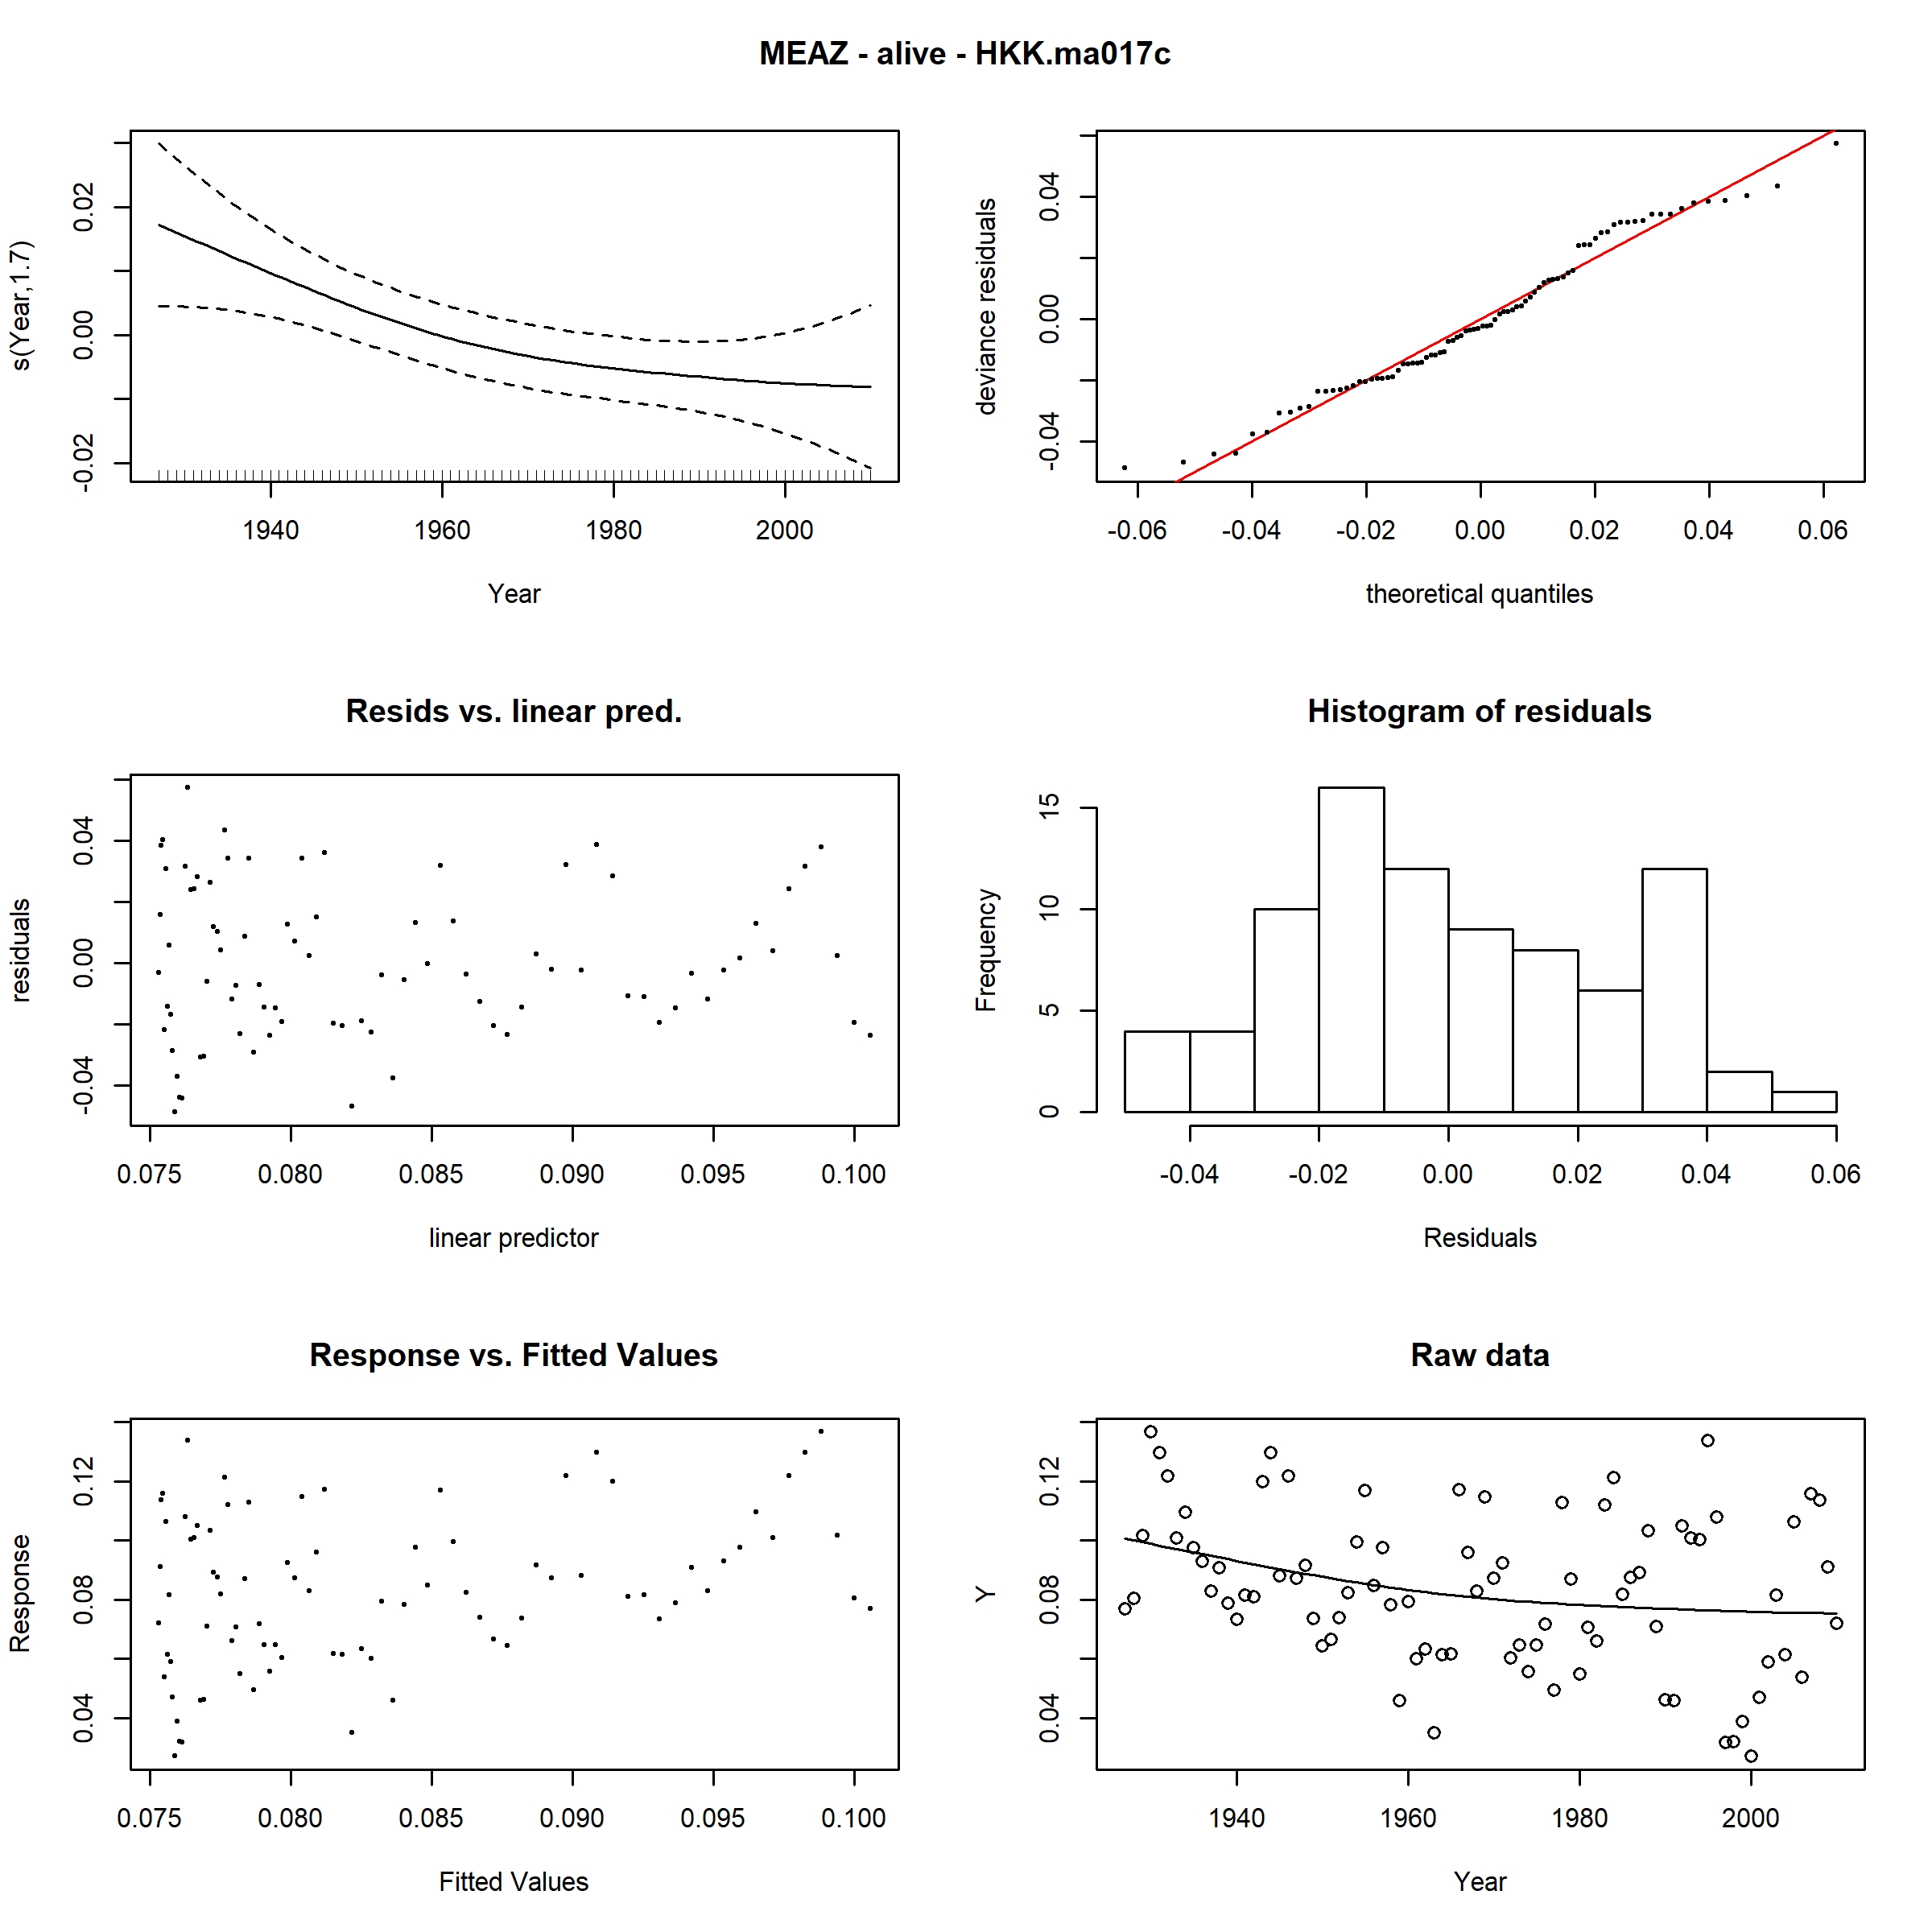 MEAZ - alive - HKK.ma017c
s(Year,1.7)
-0.02 0.00 0.02
1940 1960 1980 2000
Year
deviance residuals
-0.04 0.00 0.04
-0.06 -0.04 -0.02 0.00 0.02 0.04 0.06
theoretical quantiles
Resids vs. linear pred.
residuals
-0.04 0.00 0.04
0.075 0.080 0.085 0.090 0.095 0.100
linear predictor
Histogram of residuals
Frequency
0 5 10 15
-0.04 -0.02 0.00 0.02 0.04 0.06
Residuals
Response vs. Fitted Values
Response
0.04 0.08 0.12
0.075 0.080 0.085 0.090 0.095 0.100
Fitted Values
Raw data
Y
0.04 0.08 0.12
1940 1960 1980 2000
Year